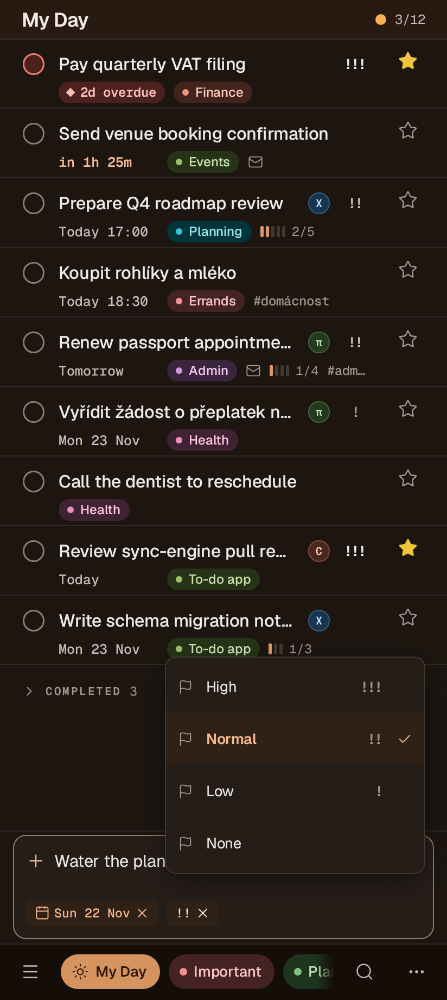 My Day 3/12
Pay quarterly VAT filing !!!
2d overdue Finance
Send venue booking confirmation
in 1h 25m Events
Prepare Q4 roadmap review X !!
Today 17:00 Planning 2/5
Koupit rohlíky a mléko
Today 18:30 Errands #domácnost
Renew passport appointme… π !!
Tomorrow Admin 1/4 #adm…
Vyřídit žádost o přeplatek n… π !
Mon 23 Nov Health
Call the dentist to reschedule
Health
Review sync-engine pull re… C !!!
Today To-do app
Write schema migration not… X
Mon 23 Nov To-do app 1/3
COMPLETED 3
High !!!
Normal !!
Low !
None
Water the plan
Sun 22 Nov !!
My Day Important Pla